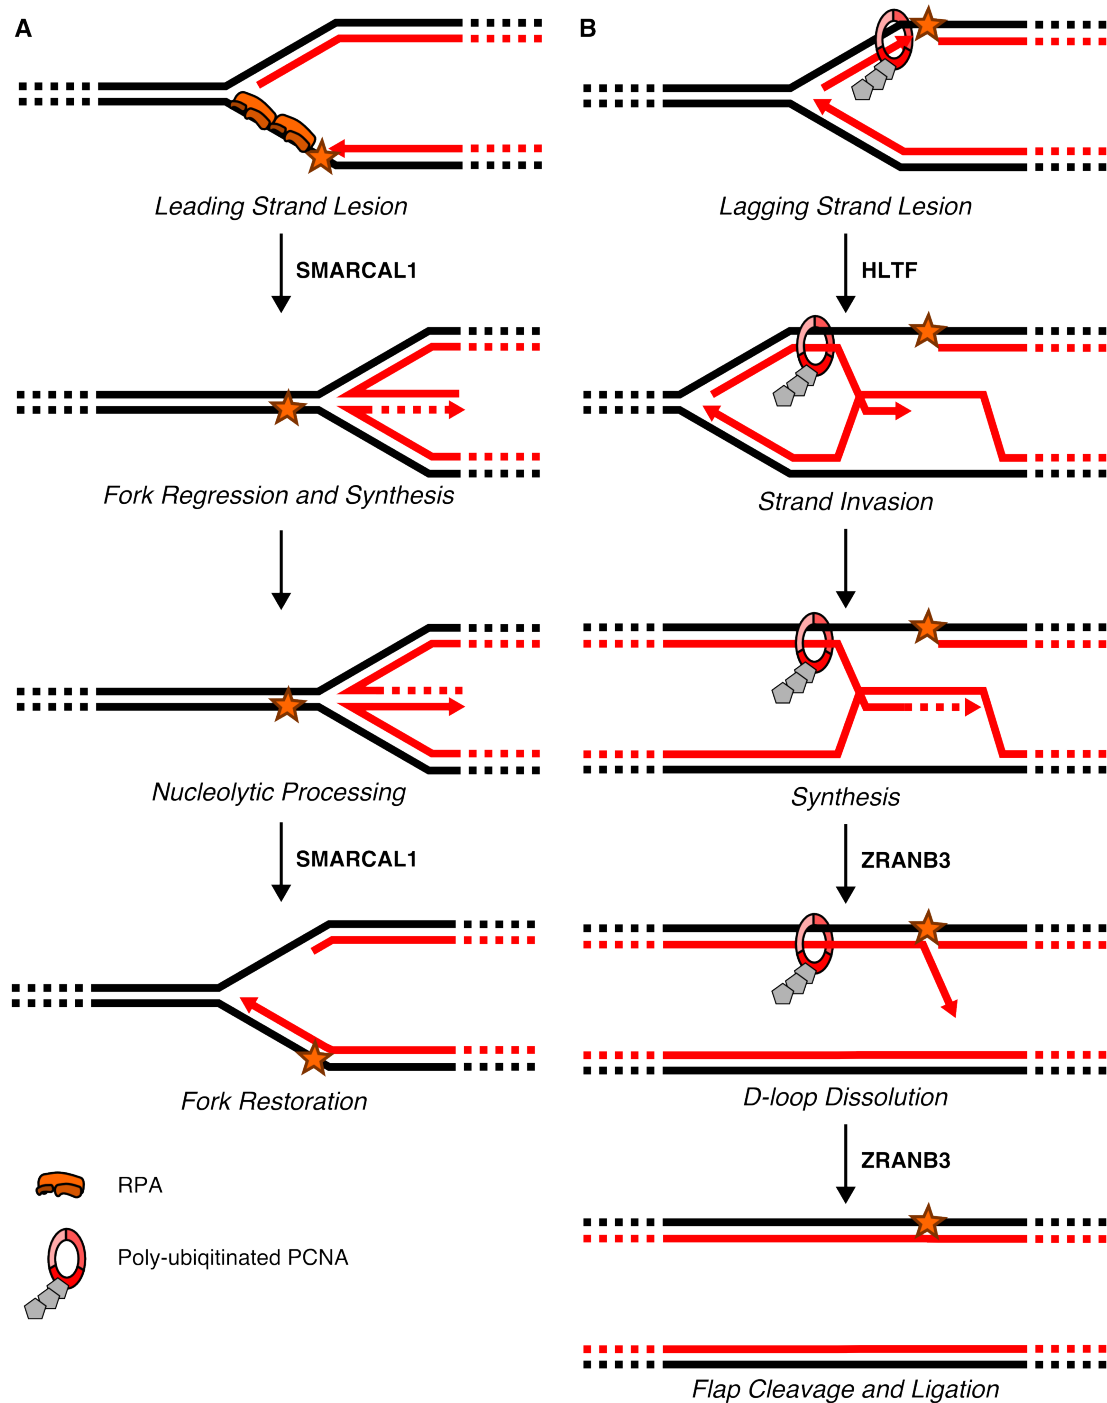 A
Leading Strand Lesion
SMARCAL1
Fork Regression and Synthesis
Nucleolytic Processing
SMARCAL1
Fork Restoration
RPA
Poly-ubiqitinated PCNA
B
Lagging Strand Lesion
HLTF
Strand Invasion
Synthesis
ZRANB3
D-loop Dissolution
ZRANB3
Flap Cleavage and Ligation